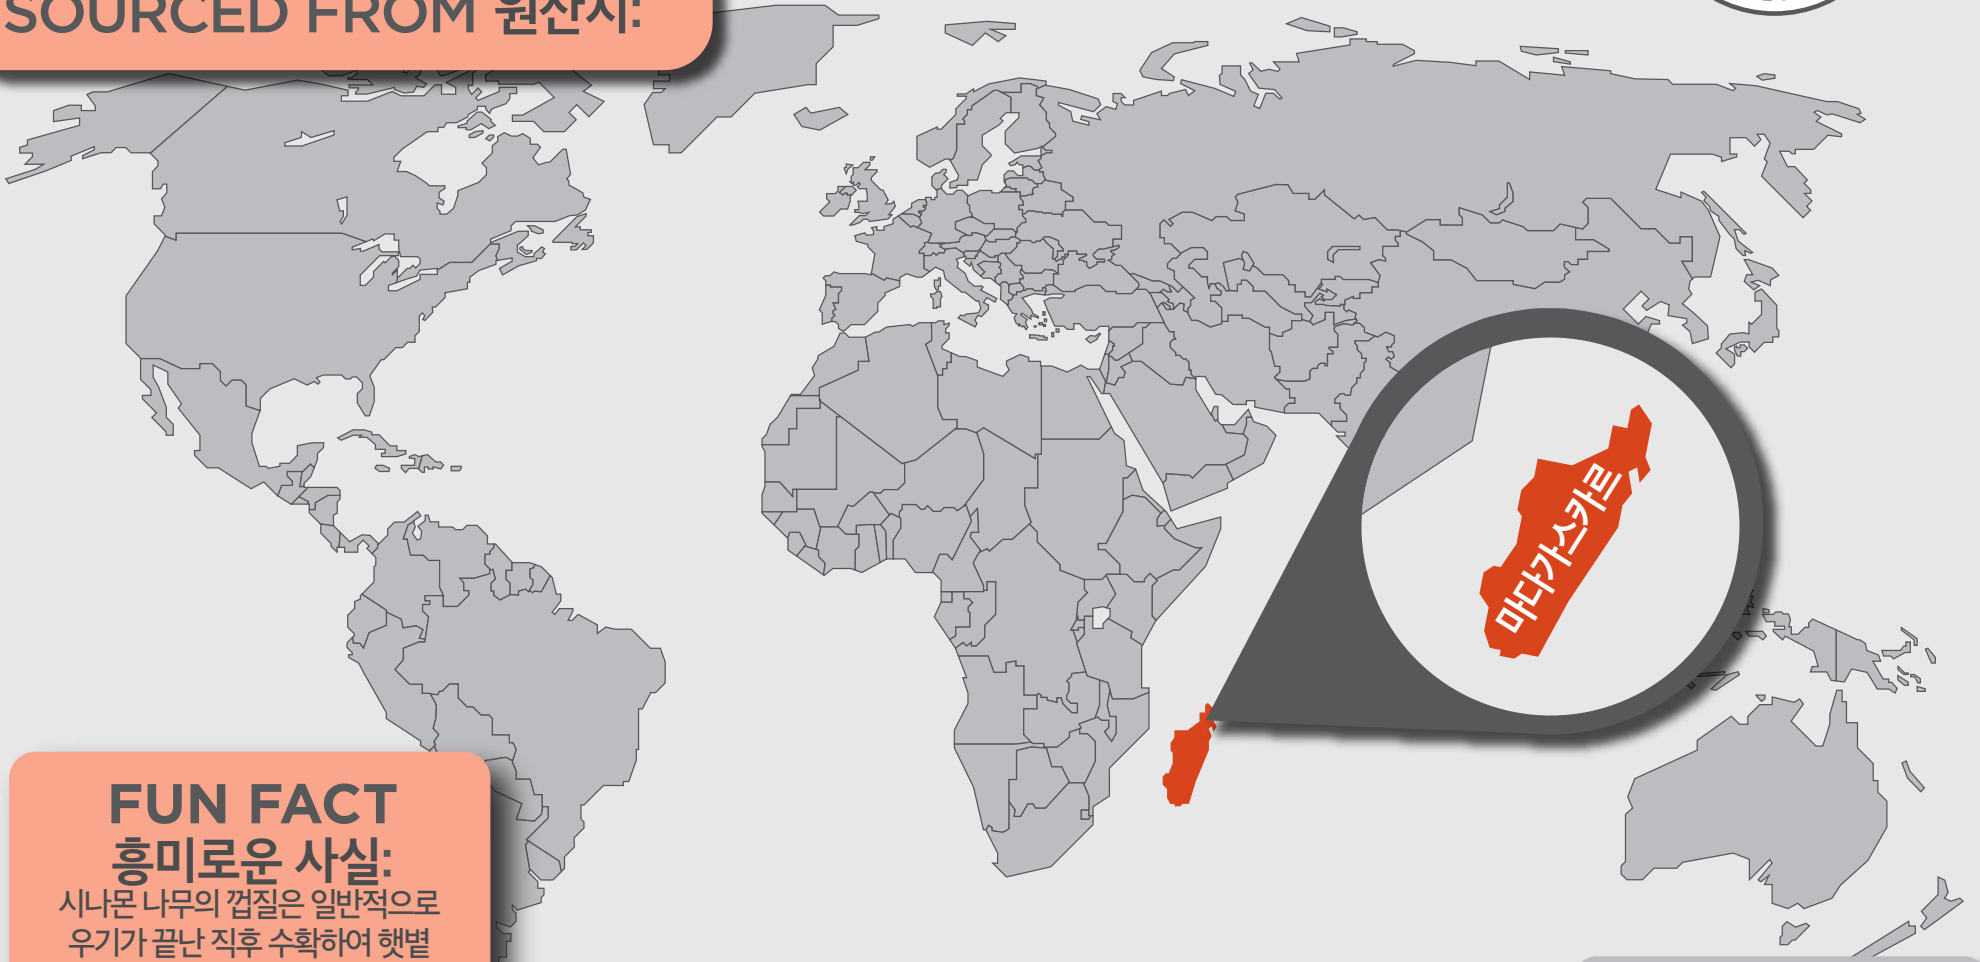 SOURCED FROM 원산지:
마다가스카르
FUN FACT
흥미로운 사실:
시나몬 나무의 껍질은 일반적으로
우기가 끝난 직후 수확하여 햇볕